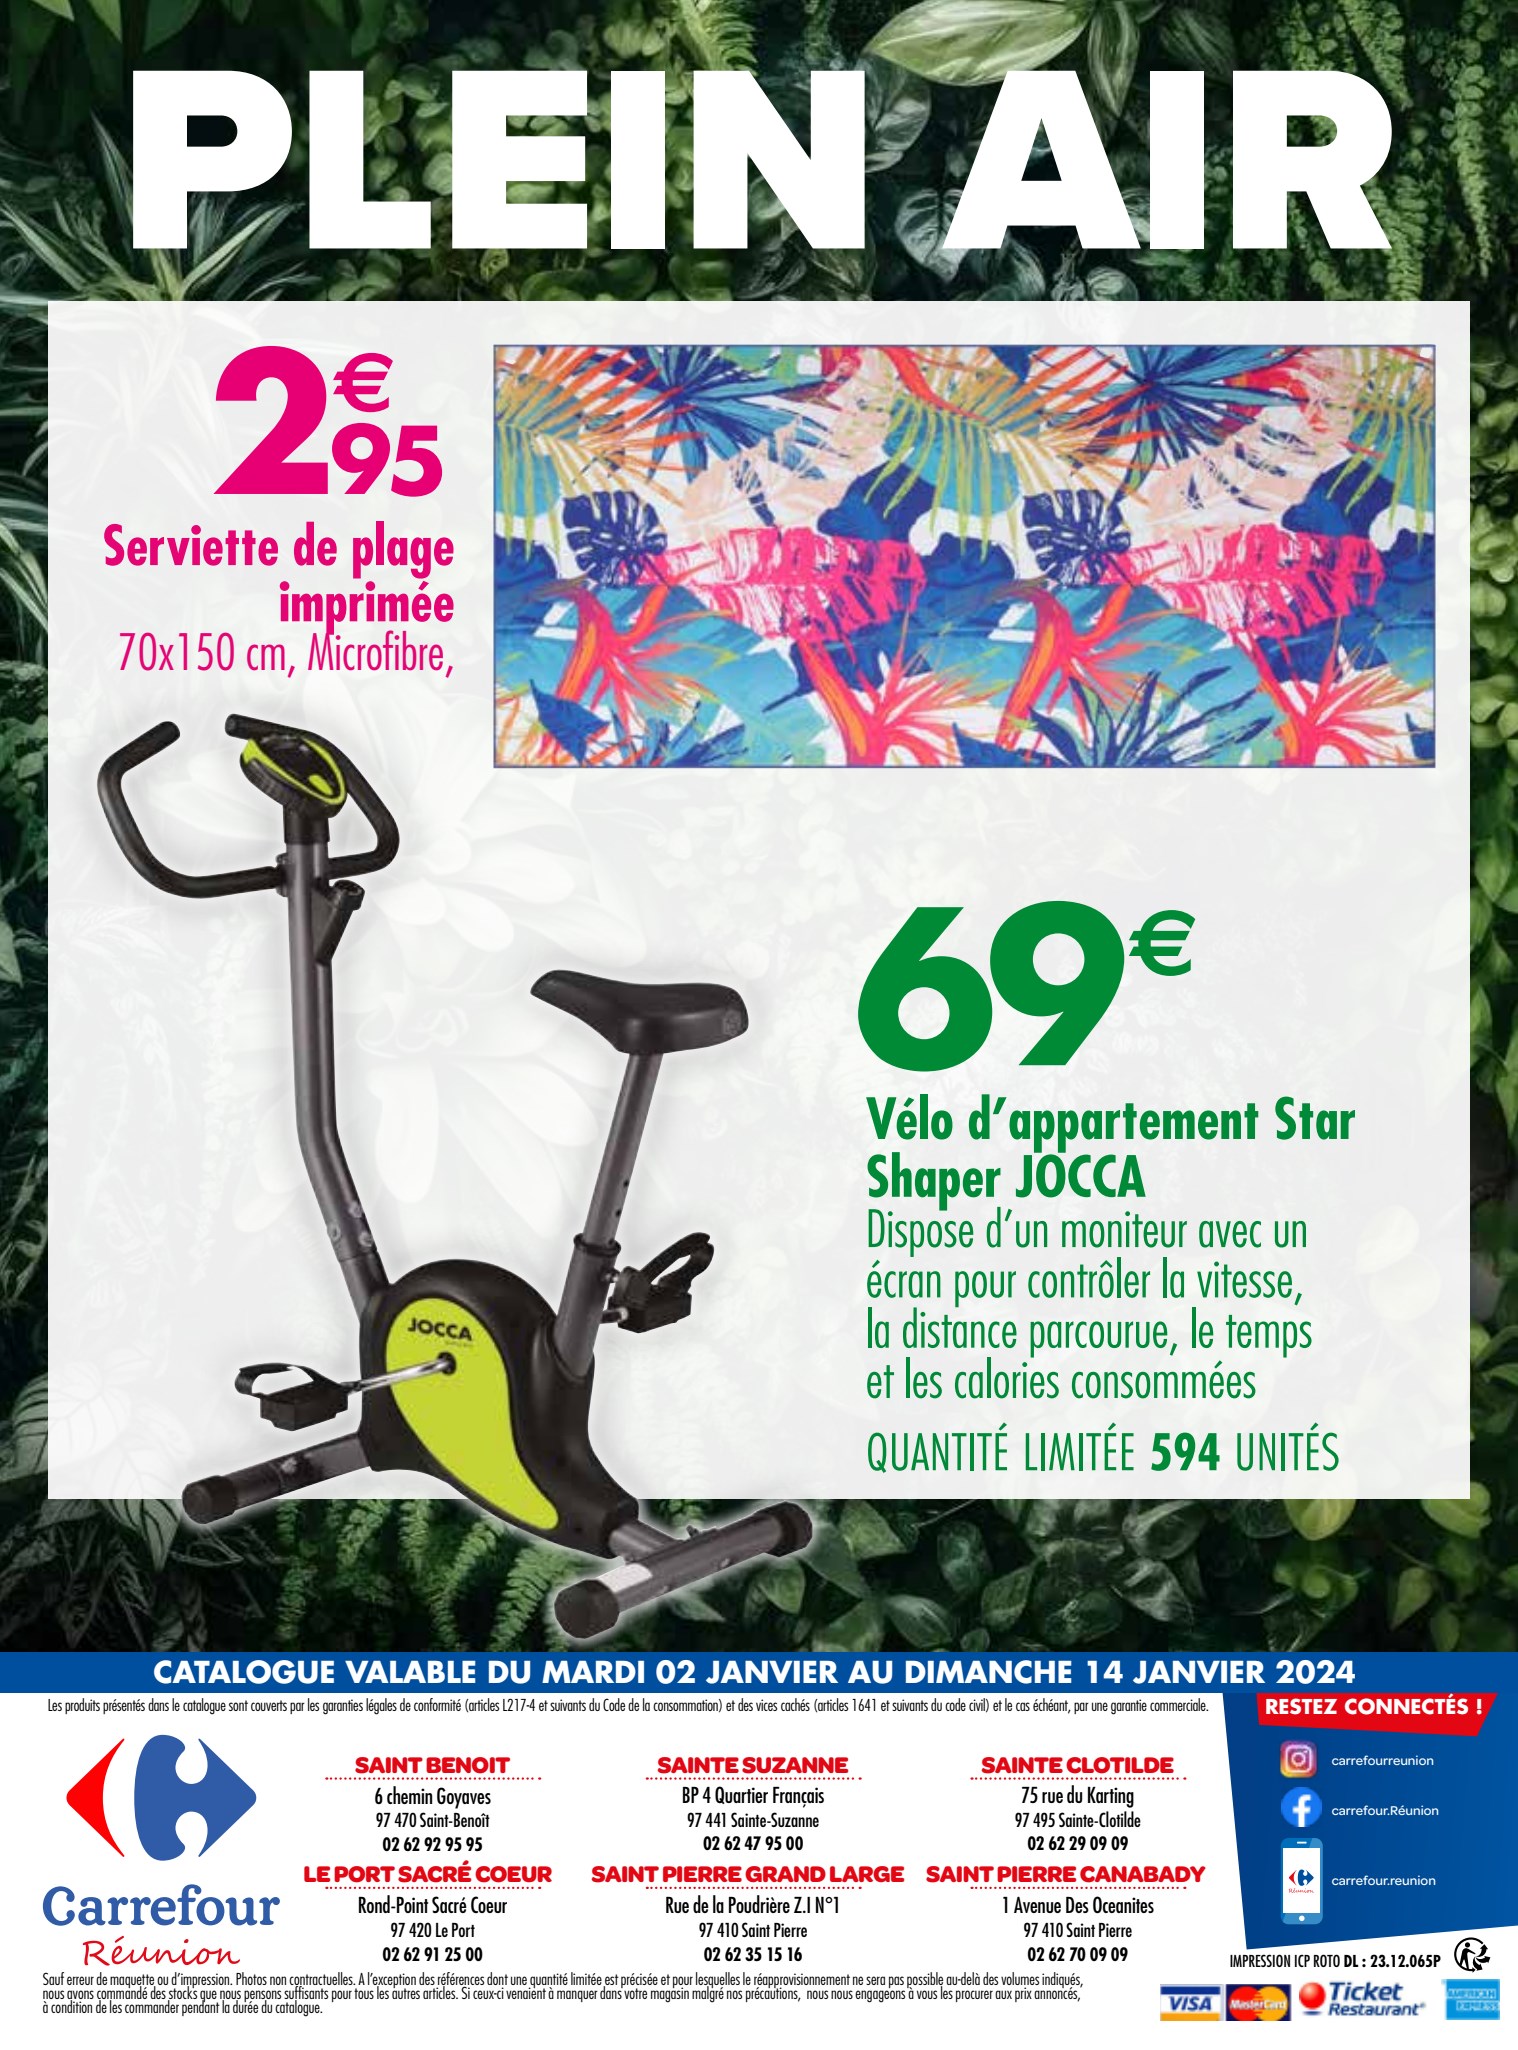 PLEIN AIR
2€95
Serviette de plage
imprimée
70x150 cm, Microfibre,
69€
Vélo d'appartement Star
Shaper JOCCA
Dispose d'un moniteur avec un
écran pour contrôler la vitesse,
la distance parcourue, le temps
et les calories consommées
QUANTITÉ LIMITÉE 594 UNITÉS
JOCCA
CATALOGUE VALABLE DU MARDI 02 JANVIER AU DIMANCHE 14 JANVIER 2024
Les produits présentés dans le catalogue sont couverts par les garanties légales de conformité (articles L217-4 et suivants du Code de la consommation) et des vices cachés (articles 1641 et suivants du code civil) et le cas échéant, par une garantie commerciale.
Carrefour
Réunion
SAINT BENOIT
6 chemin Goyaves
97 470 Saint-Benoît
02 62 92 95 95
SAINTE SUZANNE
BP 4 Quartier Français
97 441 Sainte-Suzanne
02 62 47 95 00
SAINTE CLOTILDE
75 rue du Karting
97 495 Sainte-Clotilde
02 62 29 09 09
LE PORT SACRÉ COEUR
Rond-Point Sacré Coeur
97 420 Le Port
02 62 91 25 00
SAINT PIERRE GRAND LARGE
Rue de la Poudrière Z.I N°1
97 410 Saint Pierre
02 62 35 15 16
SAINT PIERRE CANABADY
1 Avenue Des Oceanites
97 410 Saint Pierre
02 62 70 09 09
RESTEZ CONNECTÉS !
carrefourreunion
carrefour.Réunion
Réunion
carrefour.reunion
IMPRESSION ICP ROTO DL : 23.12.065P
Sauf erreur de maquette ou d'impression. Photos non contractuelles. A l'exception des références dont une quantité limitée est précisée et pour lesquelles le réapprovisionnement ne sera pas possible au-delà des volumes indiqués,
nous avons commandé des stocks que nous pensons suffisants pour tous les autres articles. Si ceux-ci venaient à manquer dans votre magasin malgré nos précautions, nous nous engageons à vous les procurer aux prix annoncés,
à condition de les commander pendant la durée du catalogue.
VISA
MasterCard
Ticket
Restaurant
AMERICAN
EXPRESS